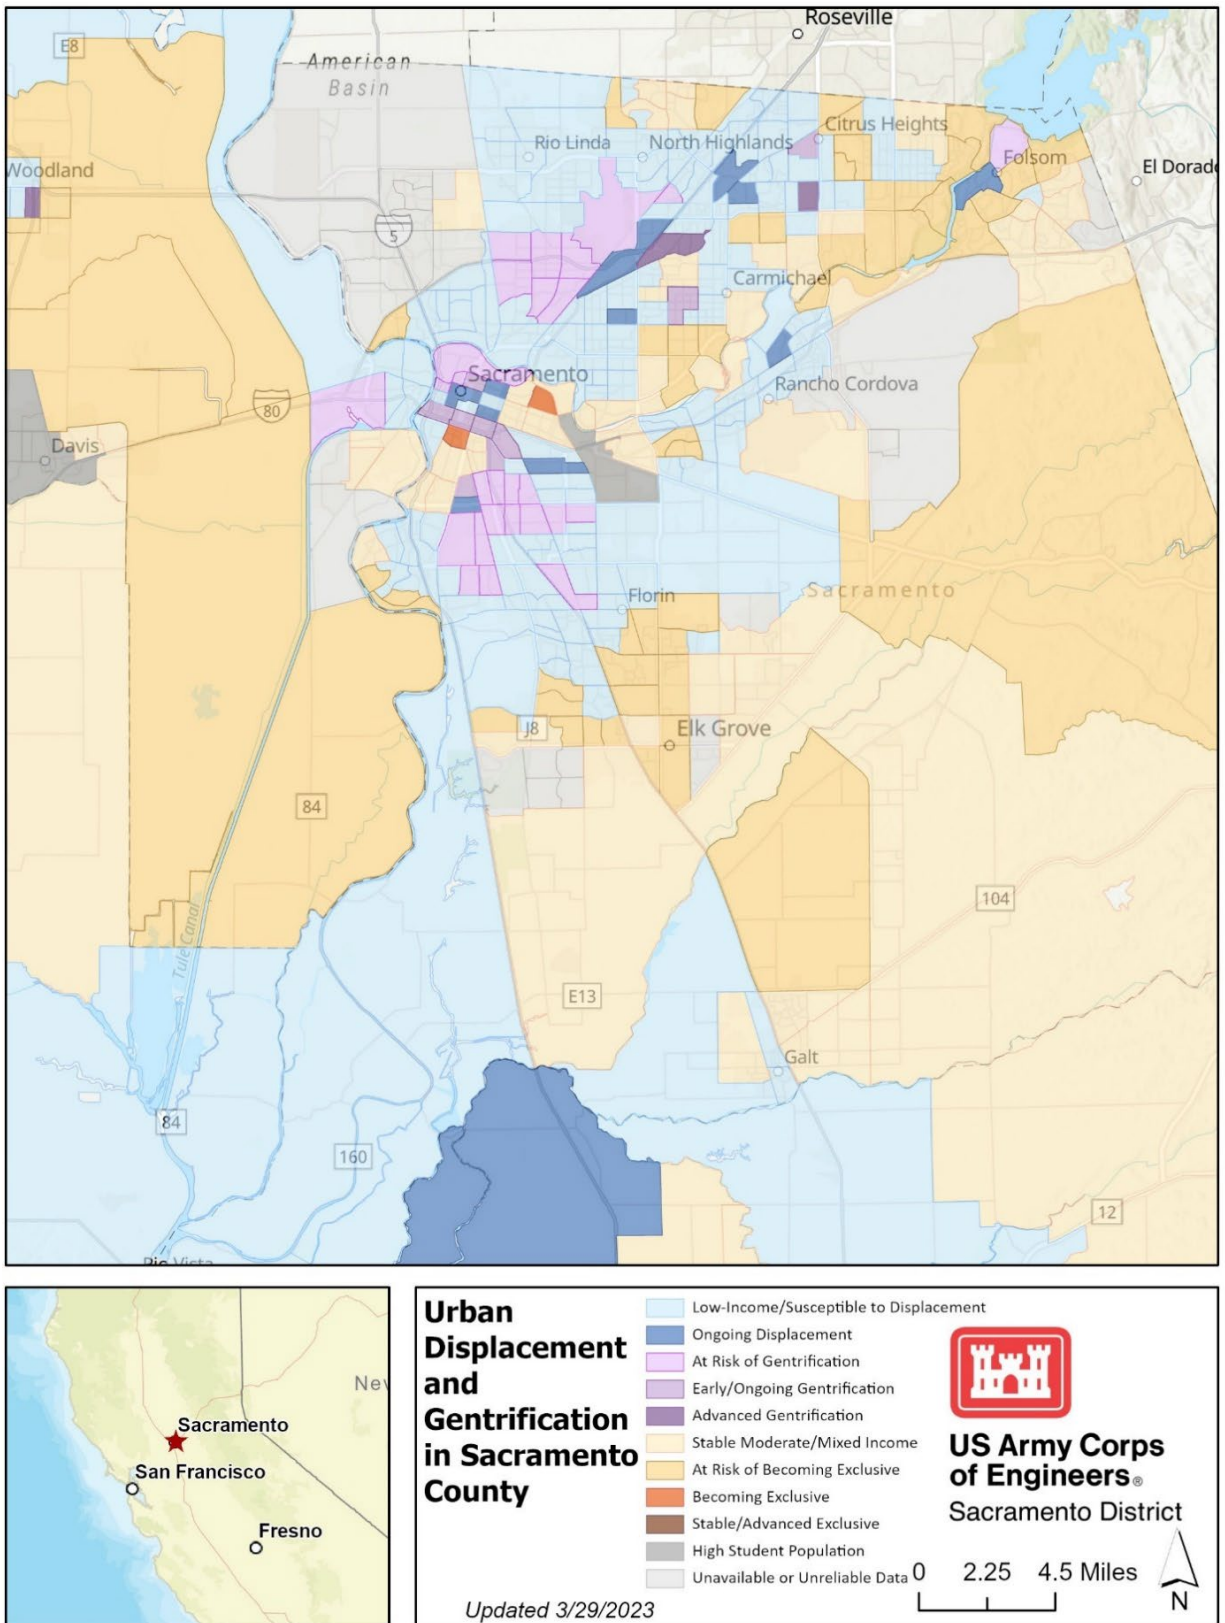 Roseville
E8
American
Basin
Rio Linda
North Highlands
Citrus Heights
Woodland
Folsom
El Dorado
5
Carmichael
Sacramento
Rancho Cordova
80
Davis
Florin
Sacramento
J8
Elk Grove
84
104
Tule Canal
E13
Galt
84
160
12
Rio Vista
Nev
Sacramento
San Francisco
Fresno
Urban
Displacement
and
Gentrification
in Sacramento
County
Updated 3/29/2023
Low-Income/Susceptible to Displacement
Ongoing Displacement
At Risk of Gentrification
Early/Ongoing Gentrification
Advanced Gentrification
Stable Moderate/Mixed Income
At Risk of Becoming Exclusive
Becoming Exclusive
Stable/Advanced Exclusive
High Student Population
Unavailable or Unreliable Data
US Army Corps
of Engineers®
Sacramento District
0 2.25 4.5 Miles
N